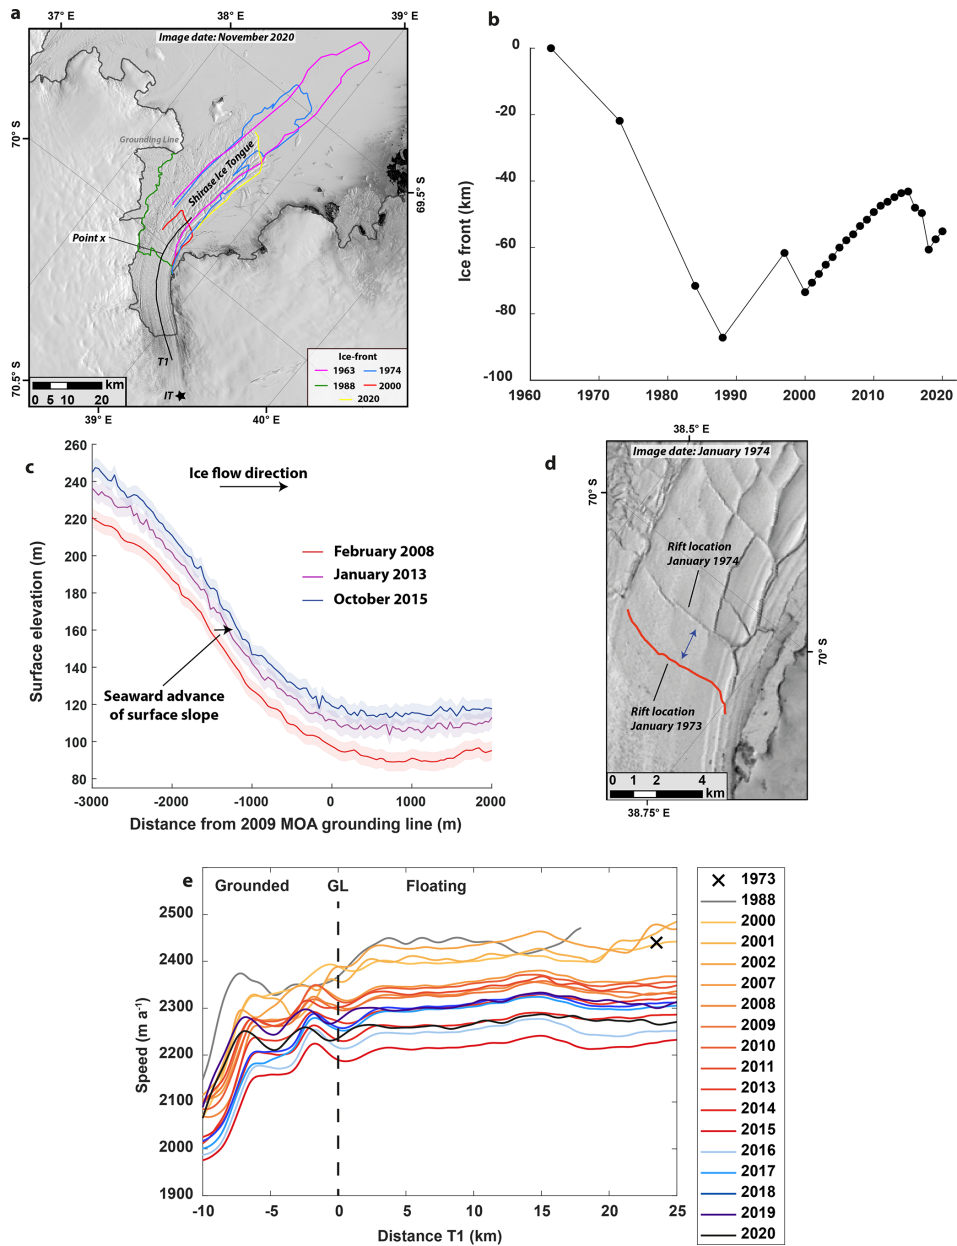 a
37° E
38° E
39° E
Image date: November 2020
70° S
Grounding Line
Shirase Ice Tongue
69.5° S
Point x
T1
IT
70.5° S
0 5 10 20 km
39° E
40° E
Ice-front
1963
1974
1988
2000
2020
b
Ice front (km)
0
-20
-40
-60
-80
-100
1960 1970 1980 1990 2000 2010 2020
c
Surface elevation (m)
260
240
220
200
180
160
140
120
100
80
Ice flow direction
February 2008
January 2013
October 2015
Seaward advance
of surface slope
-3000 -2000 -1000 0 1000 2000
Distance from 2009 MOA grounding line (m)
d
38.5° E
Image date: January 1974
70° S
Rift location
January 1974
70° S
Rift location
January 1973
0 1 2 4
km
38.75° E
e
Grounded GL Floating
Speed (m a⁻¹)
2500
2400
2300
2200
2100
2000
1900
-10 -5 0 5 10 15 20 25
Distance T1 (km)
1973
1988
2000
2001
2002
2007
2008
2009
2010
2011
2013
2014
2015
2016
2017
2018
2019
2020